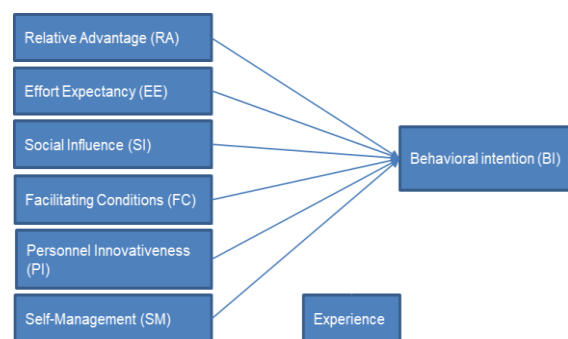 Relative Advantage (RA)
Effort Expectancy (EE)
Social Influence (SI)
Facilitating Conditions (FC)
Personnel Innovativeness
(PI)
Self-Management (SM)
Behavioral intention (BI)
Experience